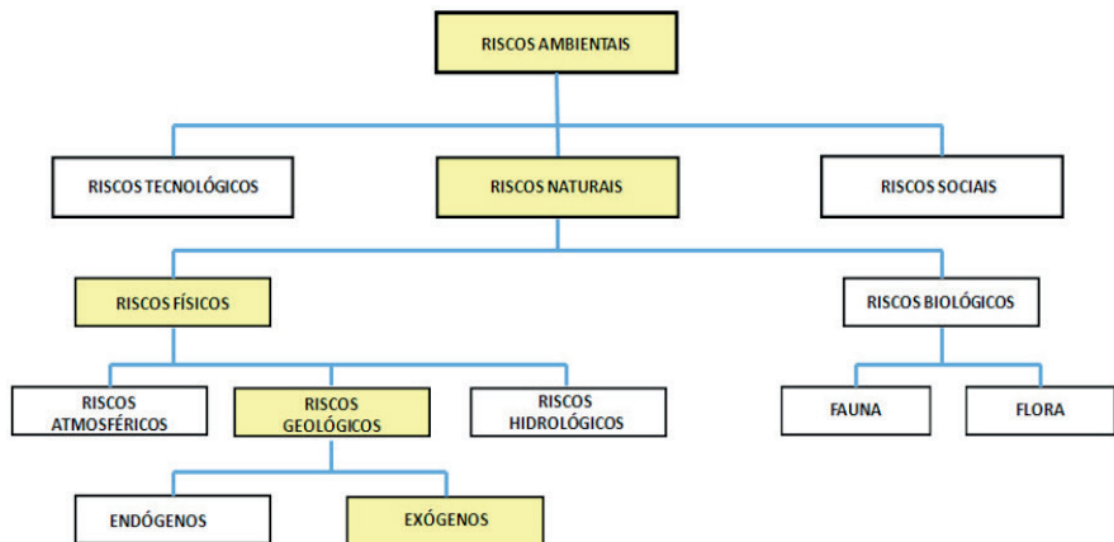 RISCOS AMBIENTAIS
RISCOS TECNOLÓGICOS
RISCOS NATURAIS
RISCOS SOCIAIS
RISCOS FÍSICOS
RISCOS BIOLÓGICOS
RISCOS
ATMOSFÉRICOS
RISCOS
GEOLÓGICOS
RISCOS
HIDROLÓGICOS
FAUNA
FLORA
ENDÓGENOS
EXÓGENOS